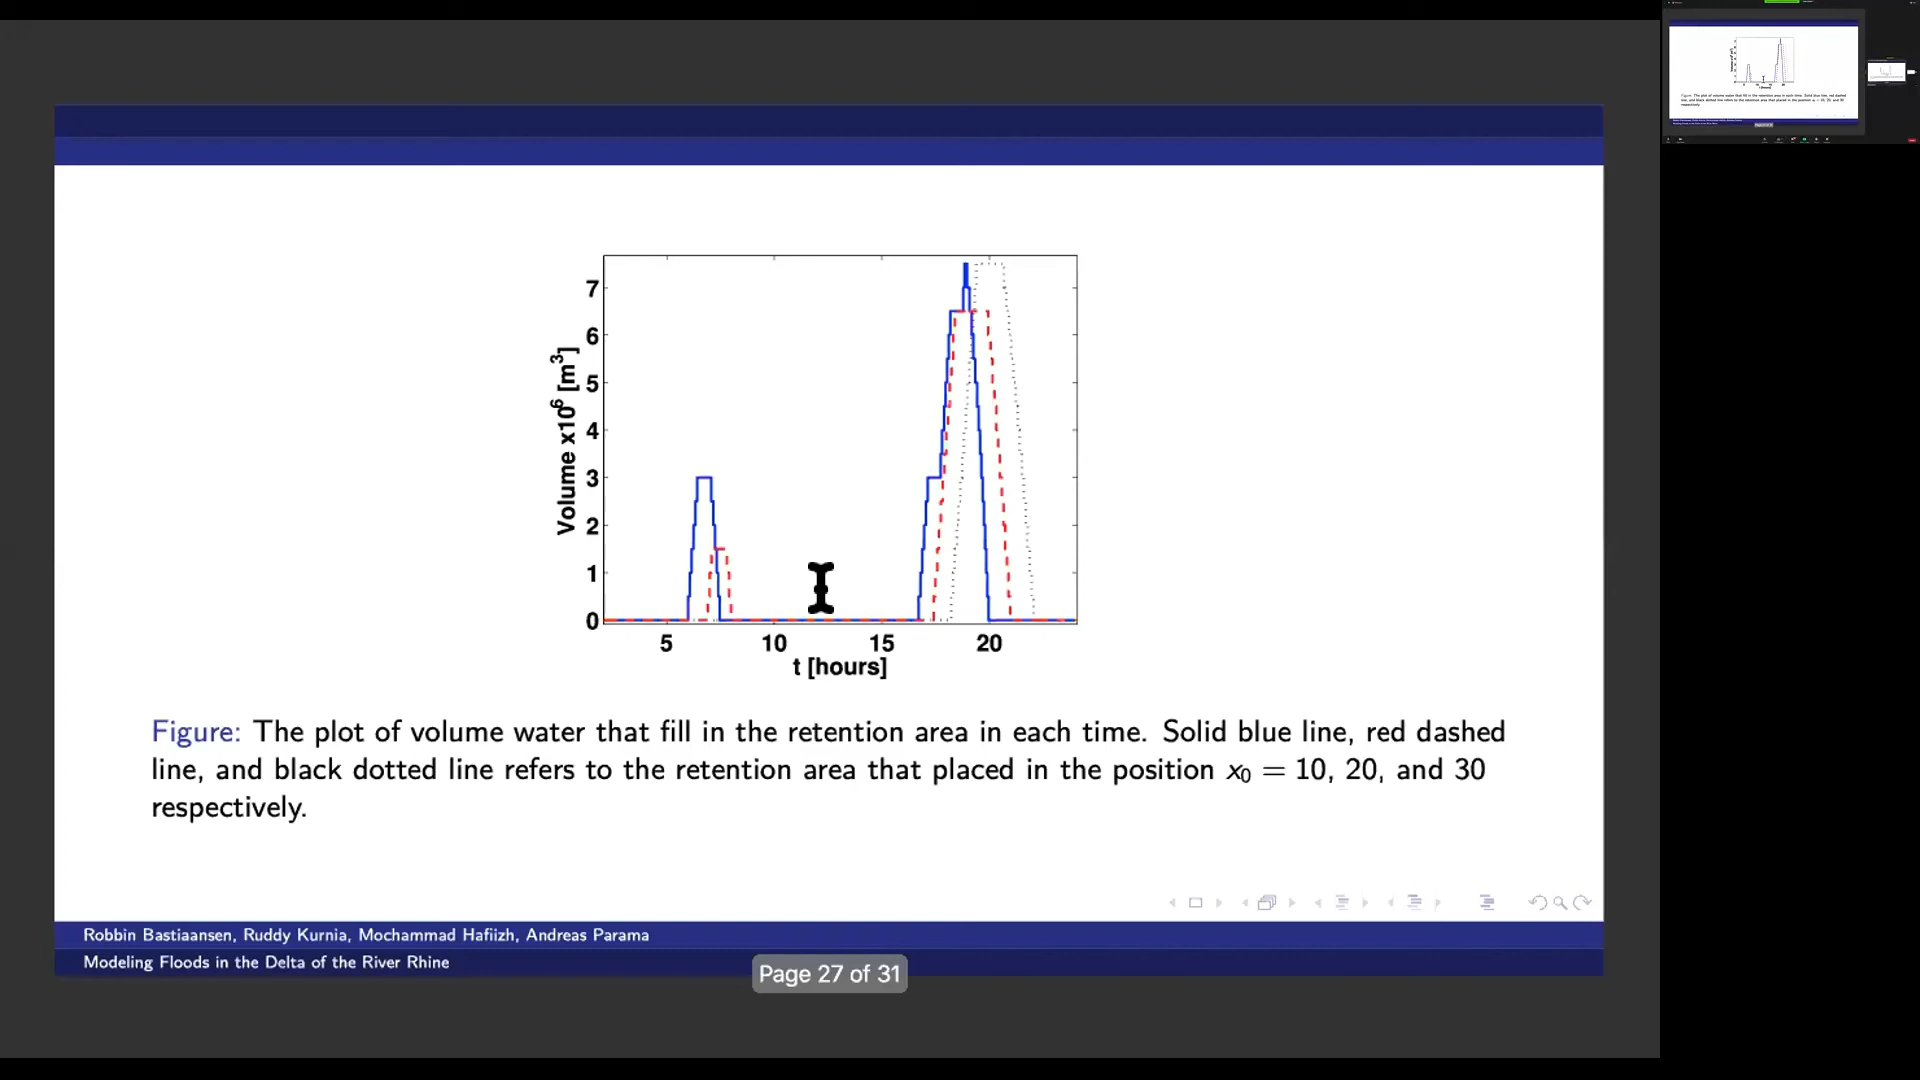 7
6
5
4
3
2
1
0
Volume x10⁶ [m³]
5 10 15 20
t [hours]
Figure: The plot of volume water that fill in the retention area in each time. Solid blue line, red dashed
line, and black dotted line refers to the retention area that placed in the position x₀ = 10, 20, and 30
respectively.
Robbin Bastiaansen, Ruddy Kurnia, Mochammad Hafiizh, Andreas Parama
Modeling Floods in the Delta of the River Rhine
Page 27 of 31